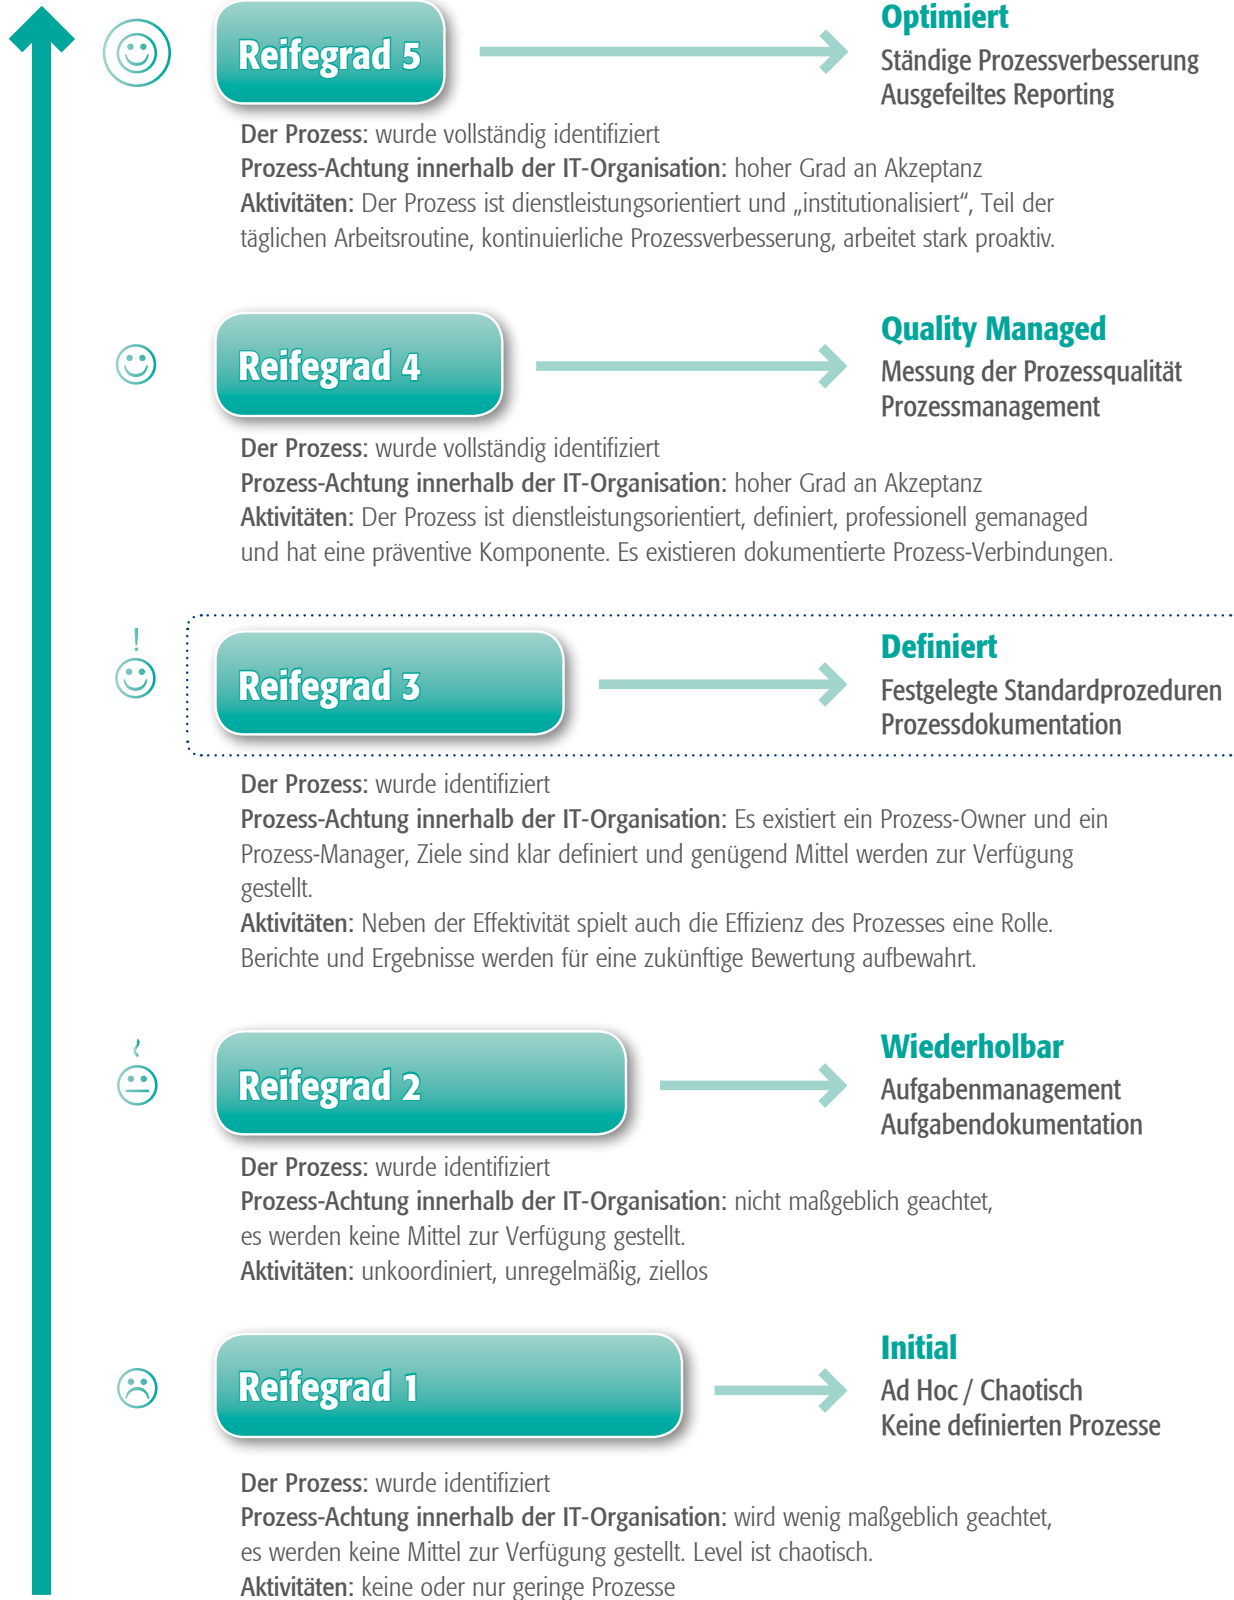 Reifegrad 5
Optimiert
Ständige Prozessverbesserung
Ausgefeiltes Reporting
Der Prozess: wurde vollständig identifiziert
Prozess-Achtung innerhalb der IT-Organisation: hoher Grad an Akzeptanz
Aktivitäten: Der Prozess ist dienstleistungsorientiert und „institutionalisiert“, Teil der
täglichen Arbeitsroutine, kontinuierliche Prozessverbesserung, arbeitet stark proaktiv.
Reifegrad 4
Quality Managed
Messung der Prozessqualität
Prozessmanagement
Der Prozess: wurde vollständig identifiziert
Prozess-Achtung innerhalb der IT-Organisation: hoher Grad an Akzeptanz
Aktivitäten: Der Prozess ist dienstleistungsorientiert, definiert, professionell gemanaged
und hat eine präventive Komponente. Es existieren dokumentierte Prozess-Verbindungen.
!
Reifegrad 3
Definiert
Festgelegte Standardprozeduren
Prozessdokumentation
Der Prozess: wurde identifiziert
Prozess-Achtung innerhalb der IT-Organisation: Es existiert ein Prozess-Owner und ein
Prozess-Manager, Ziele sind klar definiert und genügend Mittel werden zur Verfügung
gestellt.
Aktivitäten: Neben der Effektivität spielt auch die Effizienz des Prozesses eine Rolle.
Berichte und Ergebnisse werden für eine zukünftige Bewertung aufbewahrt.
Reifegrad 2
Wiederholbar
Aufgabenmanagement
Aufgabendokumentation
Der Prozess: wurde identifiziert
Prozess-Achtung innerhalb der IT-Organisation: nicht maßgeblich geachtet,
es werden keine Mittel zur Verfügung gestellt.
Aktivitäten: unkoordiniert, unregelmäßig, ziellos
Reifegrad 1
Initial
Ad Hoc / Chaotisch
Keine definierten Prozesse
Der Prozess: wurde identifiziert
Prozess-Achtung innerhalb der IT-Organisation: wird wenig maßgeblich geachtet,
es werden keine Mittel zur Verfügung gestellt. Level ist chaotisch.
Aktivitäten: keine oder nur geringe Prozesse